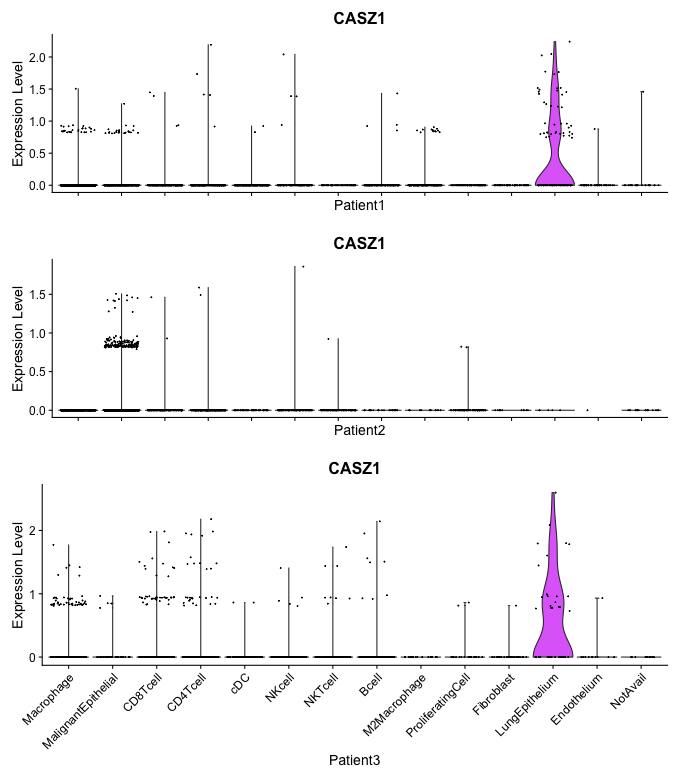 CASZ1
Expression Level
2.0
1.5
1.0
0.5
0.0
Patient1
CASZ1
Expression Level
1.5
1.0
0.5
0.0
Patient2
CASZ1
Expression Level
2
1
0
Macrophage
MalignantEpithelial
CD8Tcell
CD4Tcell
cDC
NKcell
NKTcell
Bcell
M2Macrophage
ProliferatingCell
Fibroblast
LungEpithelium
Endothelium
NotAvail
Patient3